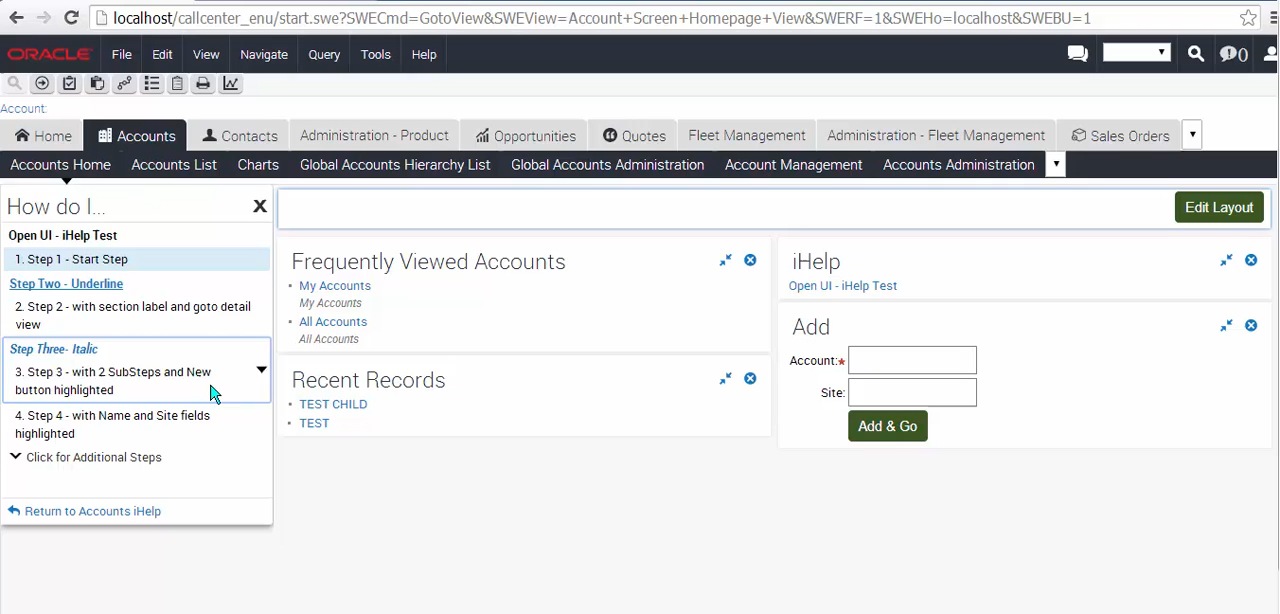 localhost/callcenter_enu/start.swe?SWECmd=GotoView&SWEView=Account+Screen+Homepage+View&SWERF=1&SWEHo=localhost&SWEBU=1
ORACLE File Edit View Navigate Query Tools Help 0
Account:
Home Accounts Contacts Administration - Product Opportunities Quotes Fleet Management Administration - Fleet Management Sales Orders
Accounts Home Accounts List Charts Global Accounts Hierarchy List Global Accounts Administration Account Management Accounts Administration
How do I... X
Open UI - iHelp Test
1. Step 1 - Start Step
Step Two - Underline
2. Step 2 - with section label and goto detail
view
Step Three- Italic
3. Step 3 - with 2 SubSteps and New
button highlighted
4. Step 4 - with Name and Site fields
highlighted
Click for Additional Steps
Return to Accounts iHelp
Edit Layout
Frequently Viewed Accounts
My Accounts
My Accounts
All Accounts
All Accounts
Recent Records
TEST CHILD
TEST
iHelp
Open UI - iHelp Test
Add
Account:*
Site:
Add & Go